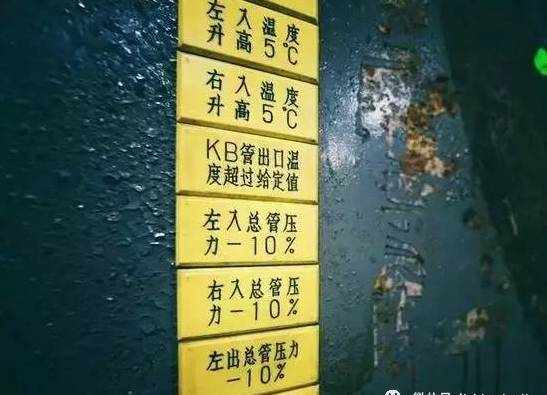 左入温度
升高5℃
右入温度
升高5℃
KB管出口温
度超过给定值
左入总管压
力-10%
右入总管压
力-10%
左出总管压力
-10%